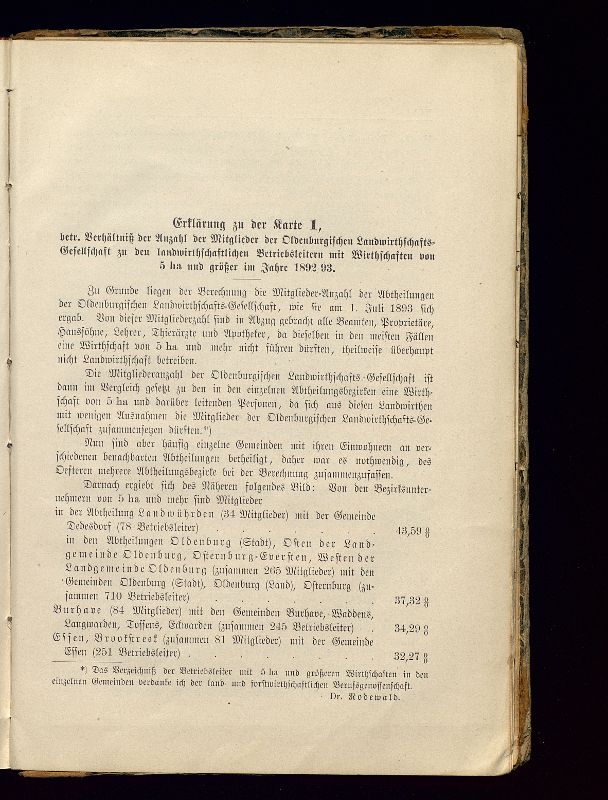 Erklärung zu der Karte I,
betr. Verhältniß der Anzahl der Mitglieder der Oldenburgischen Landwirthschafts-
Gesellschaft zu den landwirthschaftlichen Betriebsleitern mit Wirthschaften von
5 ha und größer im Jahre 1892/93.
Zu Grunde liegen der Berechnung die Mitglieder-Anzahl der Abtheilungen
der Oldenburgischen Landwirthschafts-Gesellschaft, wie sie am 1. Juli 1893 sich
ergab. Von dieser Mitgliederzahl sind in Abzug gebracht alle Beamten, Proprietäre,
Haussöhne, Lehrer, Thierärzte und Apotheker, da dieselben in den meisten Fällen
eine Wirthschaft von 5 ha und mehr nicht führen dürften, theilweise überhaupt
nicht Landwirthschaft betreiben.
Die Mitgliederanzahl der Oldenburgischen Landwirthschafts-Gesellschaft ist
dann im Vergleich gesetzt zu den in den einzelnen Abtheilungsbezirken eine Wirth-
schaft von 5 ha und darüber leitenden Personen, da sich aus diesen Landwirthen
mit wenigen Ausnahmen die Mitglieder der Oldenburgischen Landwirthschafts-Ge-
sellschaft zusammensetzen dürften.*)
Nun sind aber häufig einzelne Gemeinden mit ihren Einwohnern an ver-
schiedenen benachbarten Abtheilungen betheiligt, daher war es nothwendig, des
Oefteren mehrere Abtheilungsbezirke bei der Berechnung zusammenzufassen.
Darnach ergiebt sich des Näheren folgendes Bild: Von den Bezirksunter-
nehmern von 5 ha und mehr sind Mitglieder
in der Abtheilung Landwührden (34 Mitglieder) mit der Gemeinde
Dedesdorf (78 Betriebsleiter) . . . . . 43,59 %
in den Abtheilungen Oldenburg (Stadt), Osten der Land-
gemeinde Oldenburg, Osternburg-Eversten, Westen der
Landgemeinde Oldenburg (zusammen 265 Mitglieder) mit den
Gemeinden Oldenburg (Stadt), Oldenburg (Land), Osternburg (zu-
sammen 710 Betriebsleiter) . . . . . 37,32 %
Burhave (84 Mitglieder) mit den Gemeinden Burhave, Waddens,
Langwarden, Tossens, Eckwarden (zusammen 245 Betriebsleiter) . 34,29 %
Essen, Brookstreek (zusammen 81 Mitglieder) mit der Gemeinde
Essen (251 Betriebsleiter) . . . . . 32,27 %
*) Das Verzeichniß der Betriebsleiter mit 5 ha und größeren Wirthschaften in den
einzelnen Gemeinden verdanke ich der land- und forstwirthschaftlichen Berufsgenossenschaft.
Dr. Rodewald.